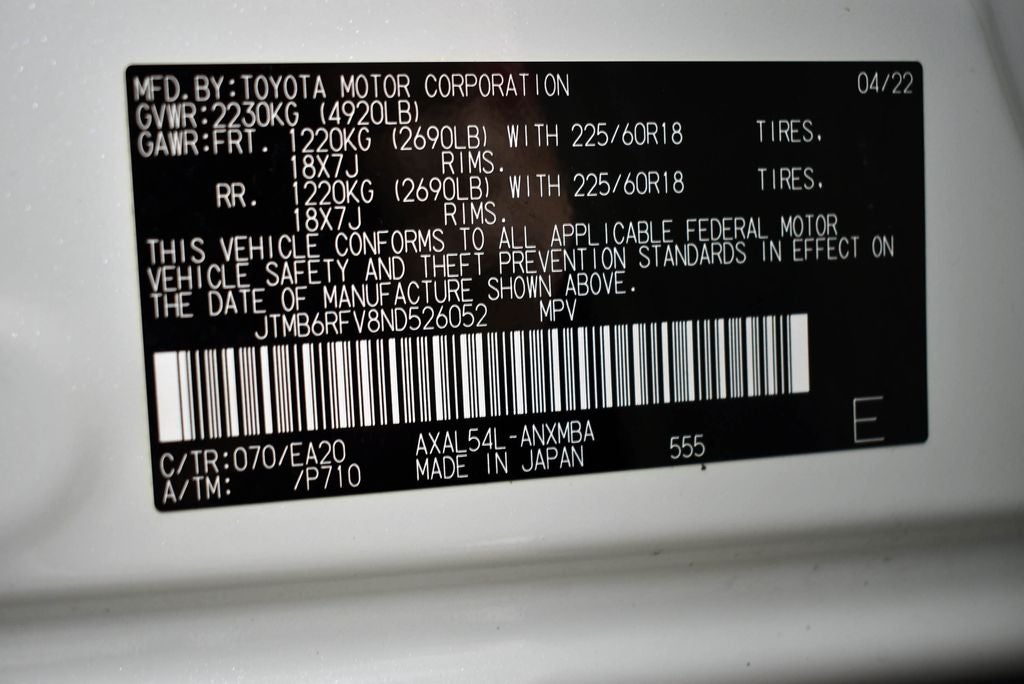 MFD. BY: TOYOTA MOTOR CORPORATION 04/22
GVWR: 2230KG (4920LB)
GAWR: FRT. 1220KG (2690LB) WITH 225/60R18 TIRES.
18X7J RIMS.
RR. 1220KG (2690LB) WITH 225/60R18 TIRES.
18X7J RIMS.
THIS VEHICLE CONFORMS TO ALL APPLICABLE FEDERAL MOTOR
VEHICLE SAFETY AND THEFT PREVENTION STANDARDS IN EFFECT ON
THE DATE OF MANUFACTURE SHOWN ABOVE.
JTMB6RFV8ND526052 MPV
C/TR: 070/EA20 AXAL54L-ANXMBA 555 E
A/TM: /P710 MADE IN JAPAN